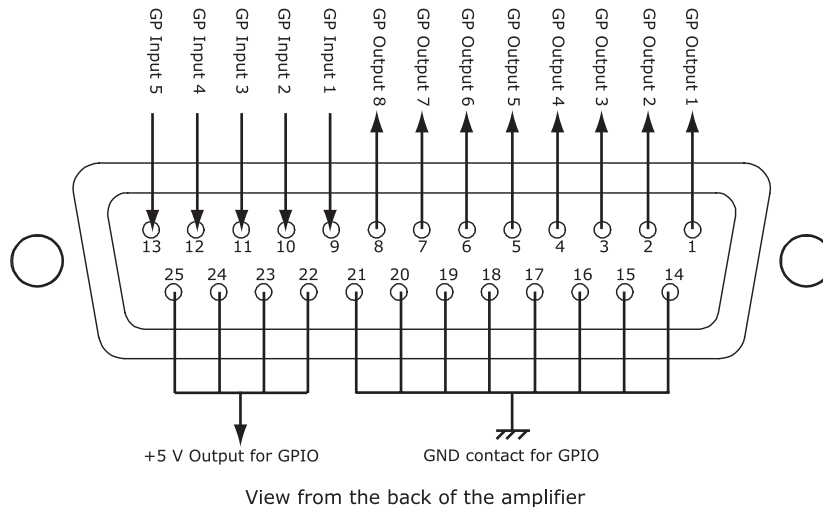 GP Input 5
GP Input 4
GP Input 3
GP Input 2
GP Input 1
GP Output 8
GP Output 7
GP Output 6
GP Output 5
GP Output 4
GP Output 3
GP Output 2
GP Output 1
13 12 11 10 9 8 7 6 5 4 3 2 1
25 24 23 22 21 20 19 18 17 16 15 14
+5 V Output for GPIO
GND contact for GPIO
View from the back of the amplifier